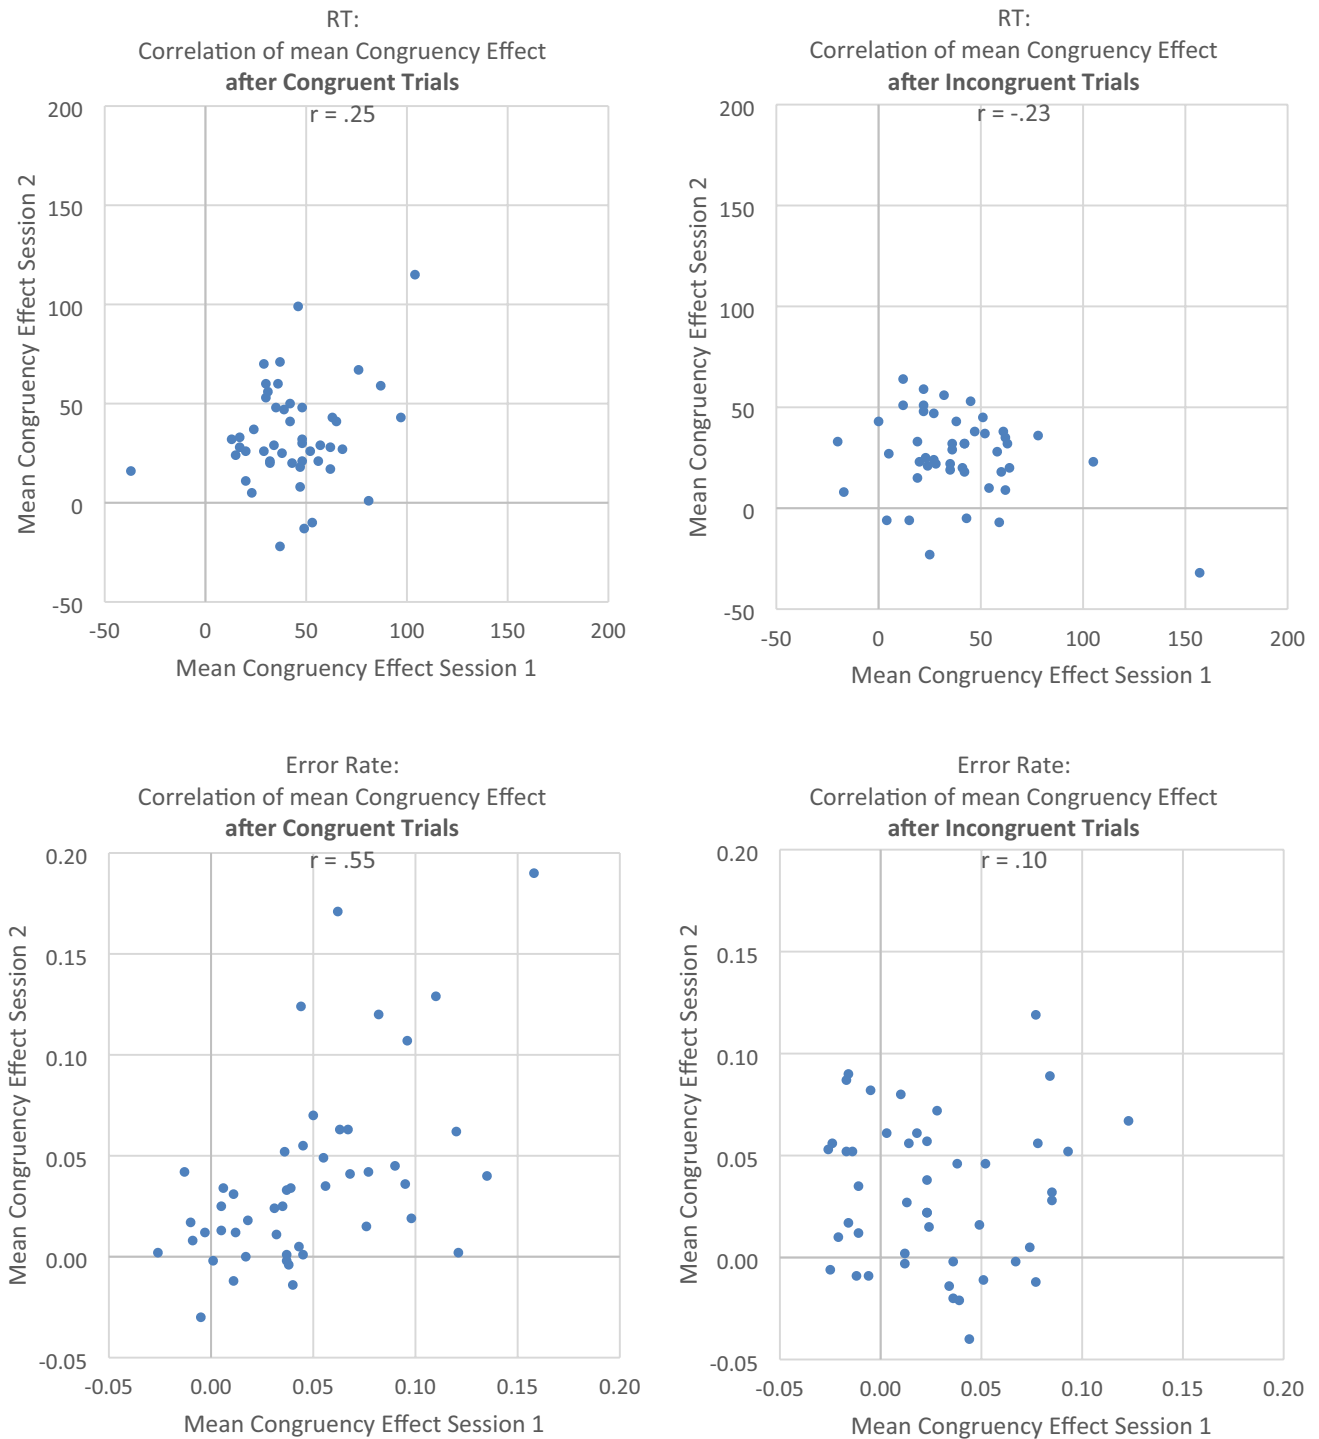 RT:
Correlation of mean Congruency Effect
after Congruent Trials
r = .25
200
150
100
50
0
-50
-50 0 50 100 150 200
Mean Congruency Effect Session 2
Mean Congruency Effect Session 1
RT:
Correlation of mean Congruency Effect
after Incongruent Trials
r = -.23
200
150
100
50
0
-50
-50 0 50 100 150 200
Mean Congruency Effect Session 2
Mean Congruency Effect Session 1
Error Rate:
Correlation of mean Congruency Effect
after Congruent Trials
r = .55
0.20
0.15
0.10
0.05
0.00
-0.05
-0.05 0.00 0.05 0.10 0.15 0.20
Mean Congruency Effect Session 2
Mean Congruency Effect Session 1
Error Rate:
Correlation of mean Congruency Effect
after Incongruent Trials
r = .10
0.20
0.15
0.10
0.05
0.00
-0.05
-0.05 0.00 0.05 0.10 0.15 0.20
Mean Congruency Effect Session 2
Mean Congruency Effect Session 1